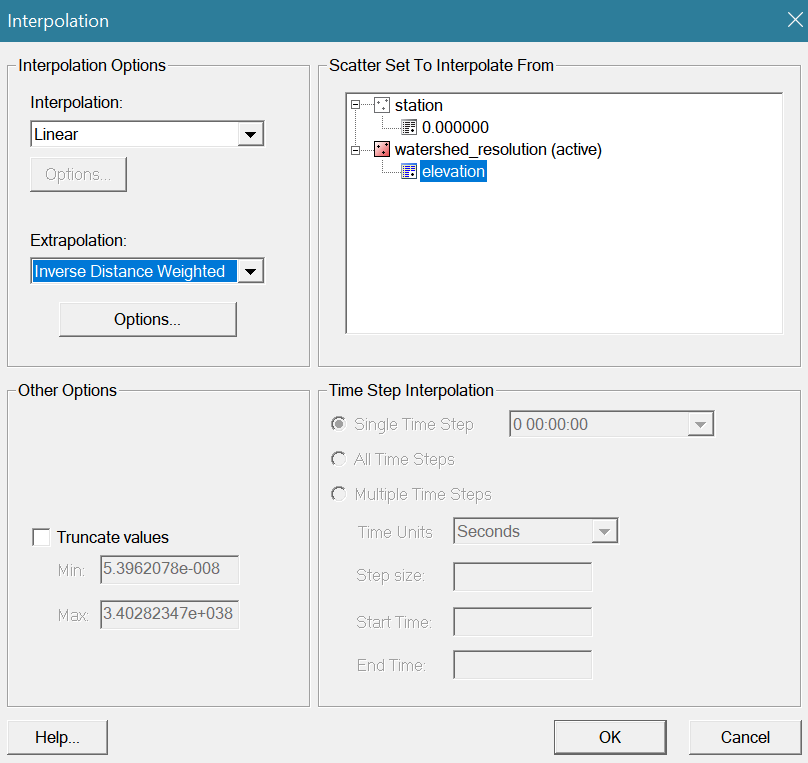 Interpolation
Interpolation Options
Interpolation:
Linear
Options...
Extrapolation:
Inverse Distance Weighted
Options...
Scatter Set To Interpolate From
station
0.000000
watershed_resolution (active)
elevation
Other Options
Truncate values
Min: 5.3962078e-008
Max: 3.40282347e+038
Time Step Interpolation
Single Time Step 0 00:00:00
All Time Steps
Multiple Time Steps
Time Units Seconds
Step size:
Start Time:
End Time:
Help... OK Cancel